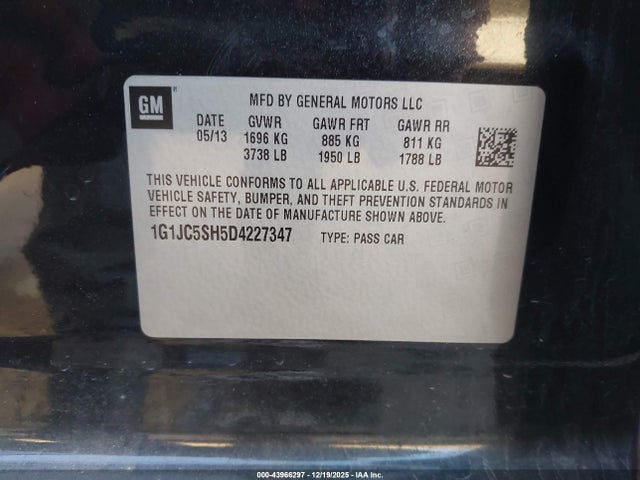 GM
MFD BY GENERAL MOTORS LLC
DATE GVWR GAWR FRT GAWR RR
05/13 1696 KG 885 KG 811 KG
3738 LB 1950 LB 1788 LB
THIS VEHICLE CONFORMS TO ALL APPLICABLE U.S. FEDERAL MOTOR
VEHICLE SAFETY, BUMPER, AND THEFT PREVENTION STANDARDS IN
EFFECT ON THE DATE OF MANUFACTURE SHOWN ABOVE.
1G1JC5SH5D4227347 TYPE: PASS CAR
000-43966297 - 12/19/2025 - IAA Inc.